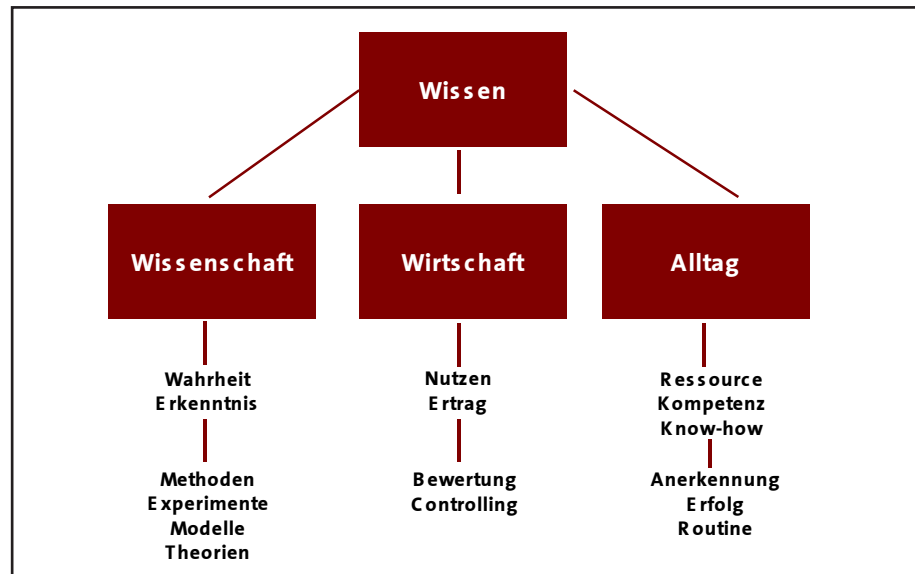 Wissen
Wissenschaft
Wirtschaft
Alltag
Wahrheit
Erkenntnis
Nutzen
Ertrag
Ressource
Kompetenz
Know-how
Methoden
Experimente
Modelle
Theorien
Bewertung
Controlling
Anerkennung
Erfolg
Routine